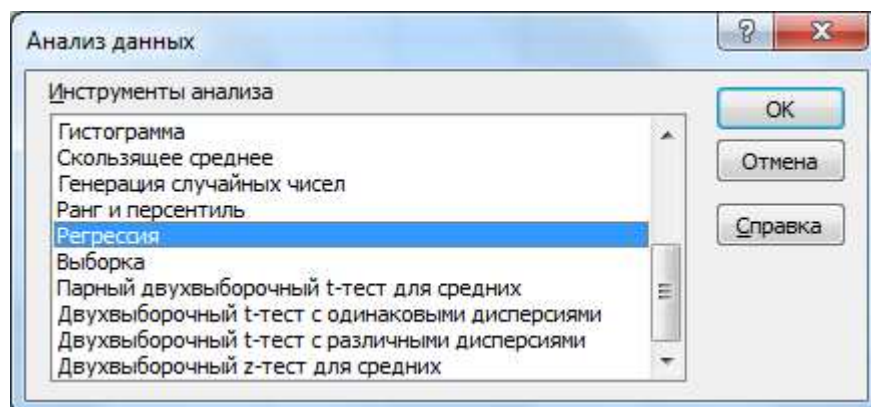 Анализ данных
Инструменты анализа
Гистограмма
Скользящее среднее
Генерация случайных чисел
Ранг и персентиль
Регрессия
Выборка
Парный двухвыборочный t-тест для средних
Двухвыборочный t-тест с одинаковыми дисперсиями
Двухвыборочный t-тест с различными дисперсиями
Двухвыборочный z-тест для средних
ОК
Отмена
Справка